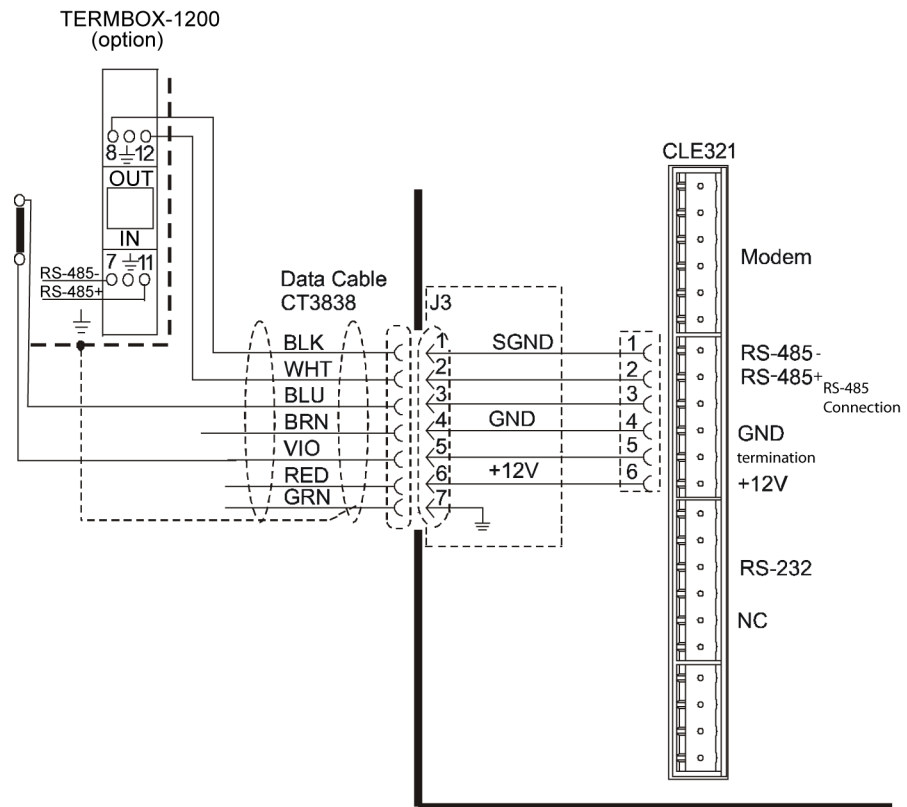 TERMBOX-1200
(option)
8 12
OUT
IN
7 11
RS-485-
RS-485+
Data Cable
CT3838
BLK
WHT
BLU
BRN
VIO
RED
GRN
J3
1
2
3
4
5
6
7
SGND
GND
+12V
1
2
3
4
5
6
CLE321
Modem
RS-485-
RS-485+
RS-485
Connection
GND
termination
+12V
RS-232
NC